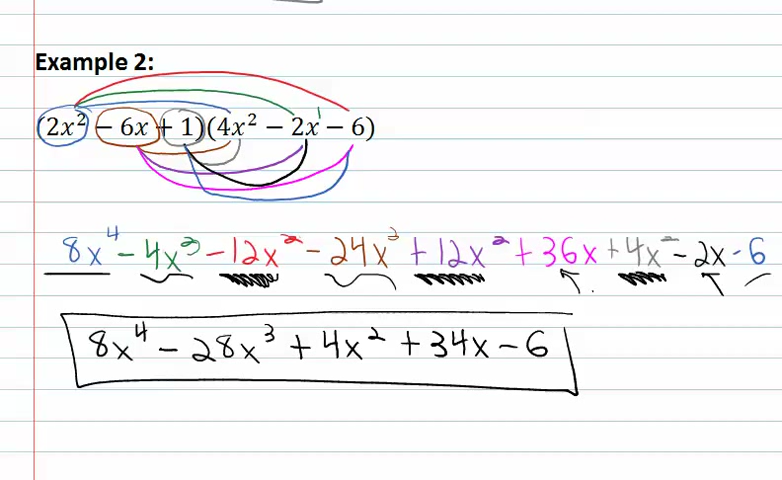 Example 2:
(2x² − 6x + 1)(4x² − 2x¹ − 6)
8x⁴ − 4x³ − 12x² − 24x³ + 12x² + 36x + 4x² − 2x − 6
8x⁴ − 28x³ + 4x² + 34x − 6